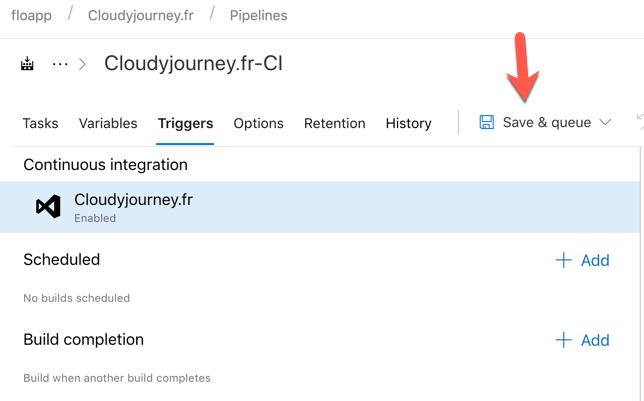 floapp / Cloudyjourney.fr / Pipelines
··· > Cloudyjourney.fr-CI
Tasks Variables Triggers Options Retention History Save & queue
Continuous integration
Cloudyjourney.fr
Enabled
Scheduled + Add
No builds scheduled
Build completion + Add
Build when another build completes